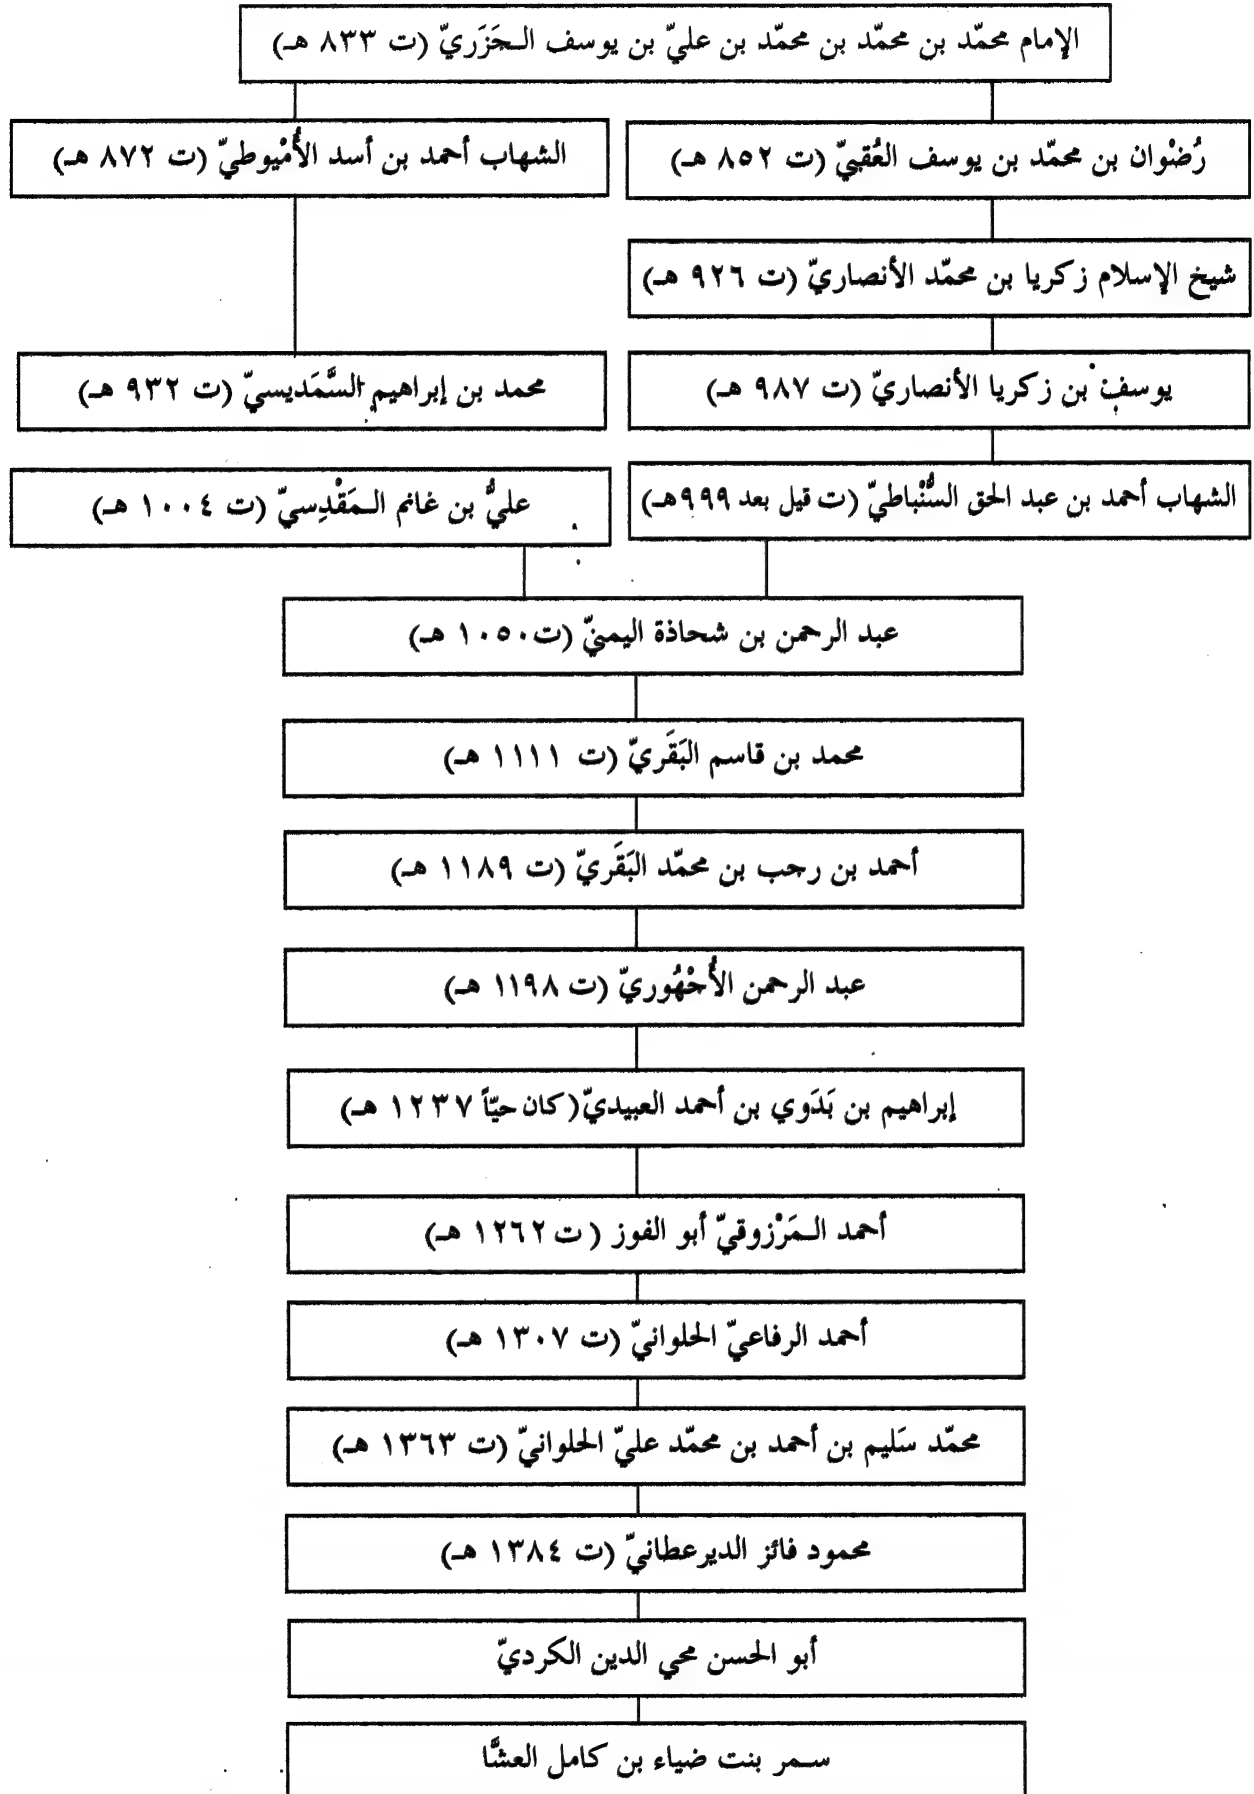 الإمام محمّد بن محمّد بن محمّد بن عليّ بن يوسف الـجَزَريّ (ت ٨٣٣ هـ)
رُضْوان بن محمّد بن يوسف العُقبيّ (ت ٨٥٢ هـ)
الشهاب أحمد بن أسد الأُمْيوطيّ (ت ٨٧٢ هـ)
شيخ الإسلام زكريا بن محمّد الأنصاريّ (ت ٩٢٦ هـ)
يوسف بن زكريا الأنصاريّ (ت ٩٨٧ هـ)
محمد بن إبراهيم السَّمَديسيّ (ت ٩٣٢ هـ)
الشهاب أحمد بن عبد الحق السُّنْباطيّ (ت قيل بعد ٩٩٩هـ)
عليُّ بن غانم الـمَقْدِسيّ (ت ١٠٠٤ هـ)
عبد الرحمن بن شحاذة اليمنيّ (ت١٠٥٠ هـ)
محمد بن قاسم البَقَريّ (ت ١١١١ هـ)
أحمد بن رجب بن محمّد البَقَريّ (ت ١١٨٩ هـ)
عبد الرحمن الأُجْهُوريّ (ت ١١٩٨ هـ)
إبراهيم بن بَدَوي بن أحمد العبيديّ(كان حيّاً ١٢٣٧ هـ)
أحمد الـمَرْزوقيّ أبو الفوز ( ت ١٢٦٢ هـ)
أحمد الرفاعيّ الحلوانيّ (ت ١٣٠٧ هـ)
محمّد سَليم بن أحمد بن محمّد عليّ الحلوانيّ (ت ١٣٦٣ هـ)
محمود فائز الديرعطانيّ (ت ١٣٨٤ هـ)
أبو الحسن محي الدين الكرديّ
سـمر بنت ضياء بن كامل العشَّا